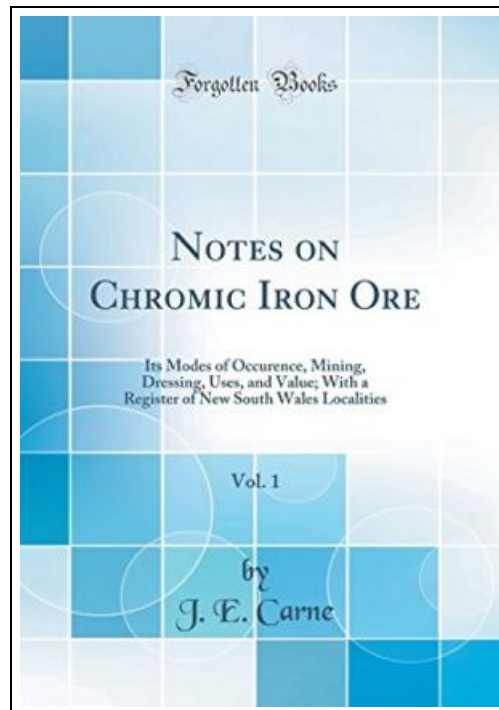 Forgotten Books
Notes on
Chromic Iron Ore
Its Modes of Occurence, Mining,
Dressing, Uses, and Value; With a
Register of New South Wales Localities
Vol. 1
by
J. E. Carne